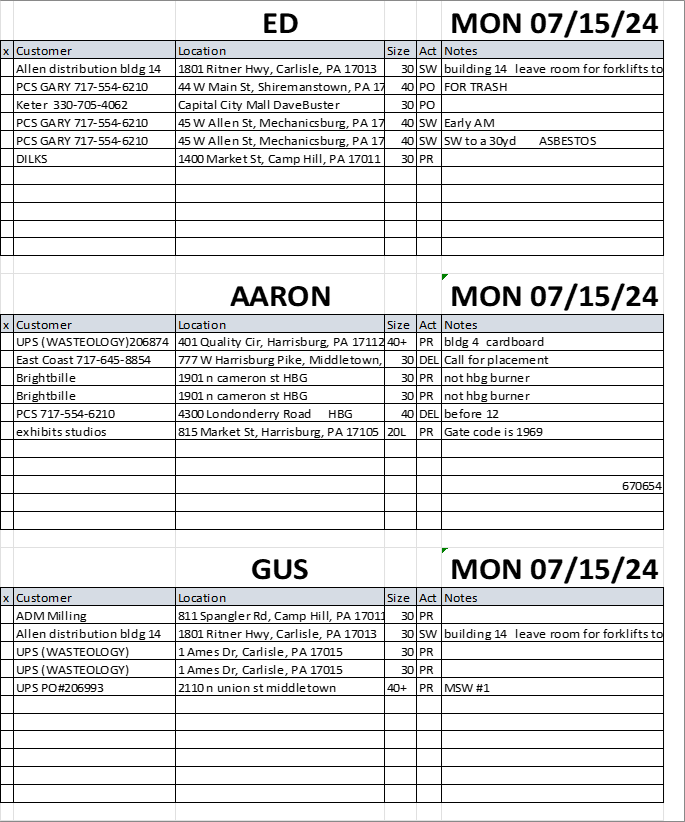 ED MON 07/15/24
x Customer Location Size Act Notes
Allen distribution bldg 14 1801 Ritner Hwy, Carlisle, PA 17013 30 SW building 14 leave room for forklifts to
PCS GARY 717-554-6210 44 W Main St, Shiremanstown, PA 17 40 PO FOR TRASH
Keter 330-705-4062 Capital City Mall DaveBuster 30 PO
PCS GARY 717-554-6210 45 W Allen St, Mechanicsburg, PA 17 40 SW Early AM
PCS GARY 717-554-6210 45 W Allen St, Mechanicsburg, PA 17 40 SW SW to a 30yd ASBESTOS
DILKS 1400 Market St, Camp Hill, PA 17011 30 PR
AARON MON 07/15/24
x Customer Location Size Act Notes
UPS (WASTEOLOGY)206874 401 Quality Cir, Harrisburg, PA 17112 40+ PR bldg 4 cardboard
East Coast 717-645-8854 777 W Harrisburg Pike, Middletown, 30 DEL Call for placement
Brightbille 1901 n cameron st HBG 30 PR not hbg burner
Brightbille 1901 n cameron st HBG 30 PR not hbg burner
PCS 717-554-6210 4300 Londonderry Road HBG 40 DEL before 12
exhibits studios 815 Market St, Harrisburg, PA 17105 20L PR Gate code is 1969
670654
GUS MON 07/15/24
x Customer Location Size Act Notes
ADM Milling 811 Spangler Rd, Camp Hill, PA 17011 30 PR
Allen distribution bldg 14 1801 Ritner Hwy, Carlisle, PA 17013 30 SW building 14 leave room for forklifts to
UPS (WASTEOLOGY) 1 Ames Dr, Carlisle, PA 17015 30 PR
UPS (WASTEOLOGY) 1 Ames Dr, Carlisle, PA 17015 30 PR
UPS PO#206993 2110 n union st middletown 40+ PR MSW #1